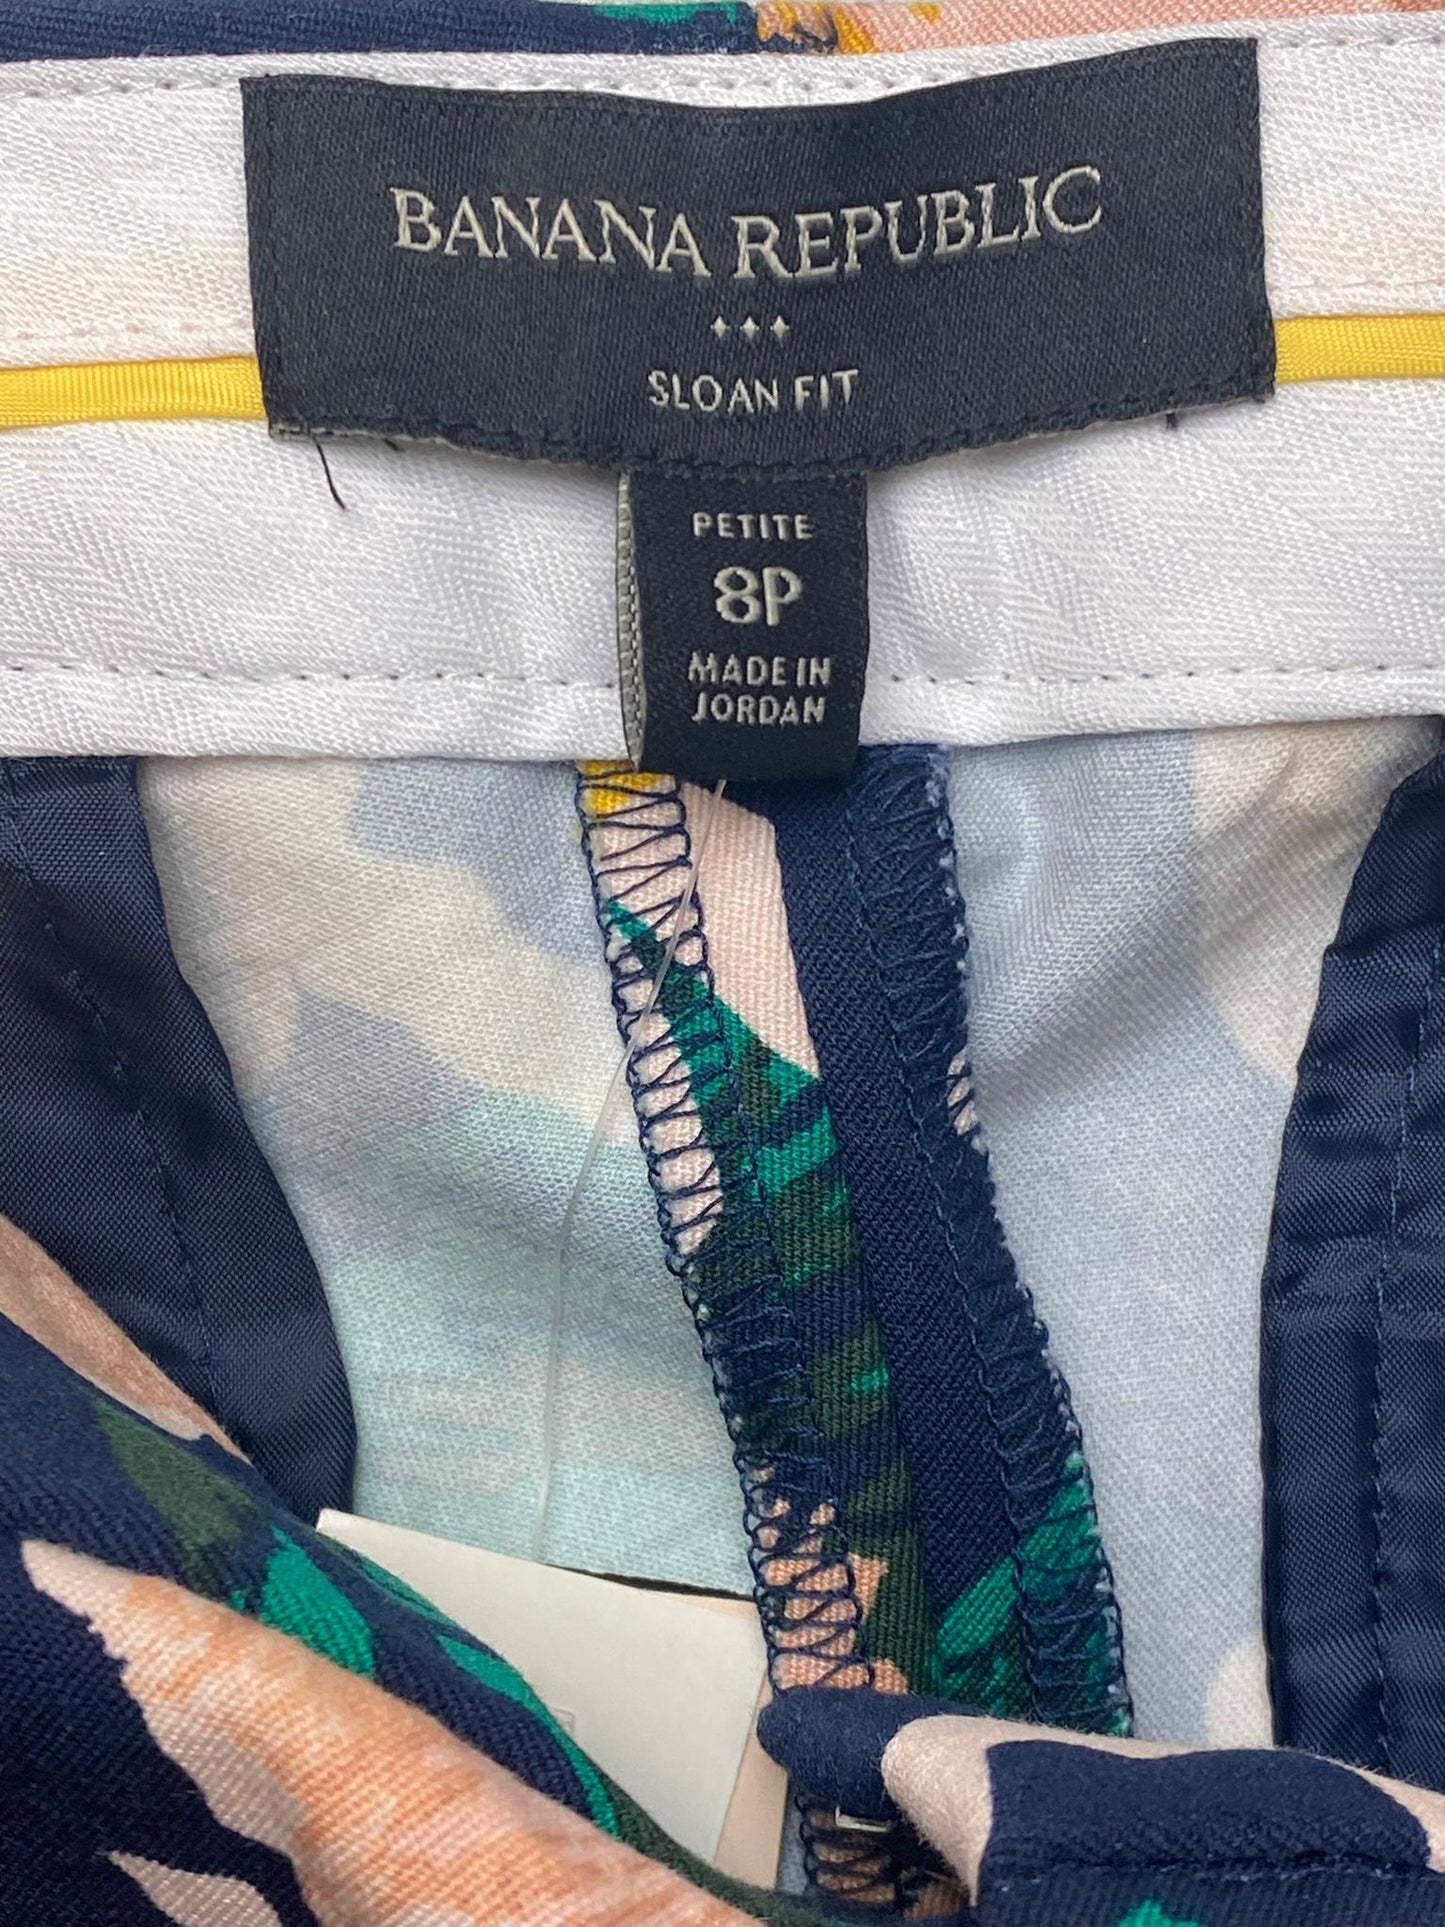 BANANA REPUBLIC
SLOAN FIT
PETITE
8P
MADE IN
JORDAN